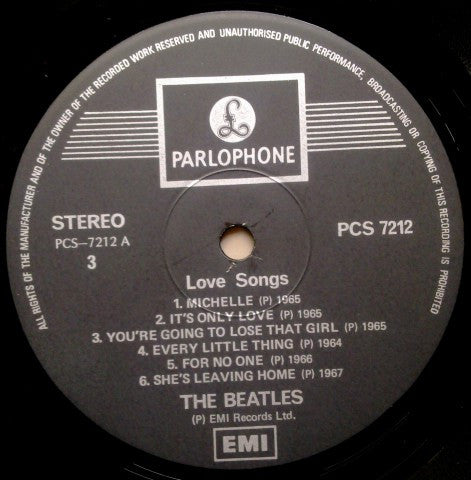 ALL RIGHTS OF THE MANUFACTURER AND OF THE OWNER OF THE RECORDED WORK RESERVED AND UNAUTHORISED PUBLIC PERFORMANCE, BROADCASTING OR COPYING OF THIS RECORD IS PROHIBITED
£
PARLOPHONE
STEREO
PCS 7212
PCS-7212 A
3
Love Songs
1. MICHELLE (P) 1965
2. IT'S ONLY LOVE (P) 1965
3. YOU'RE GOING TO LOSE THAT GIRL (P) 1965
4. EVERY LITTLE THING (P) 1964
5. FOR NO ONE (P) 1966
6. SHE'S LEAVING HOME (P) 1967
THE BEATLES
(P) EMI Records Ltd.
EMI